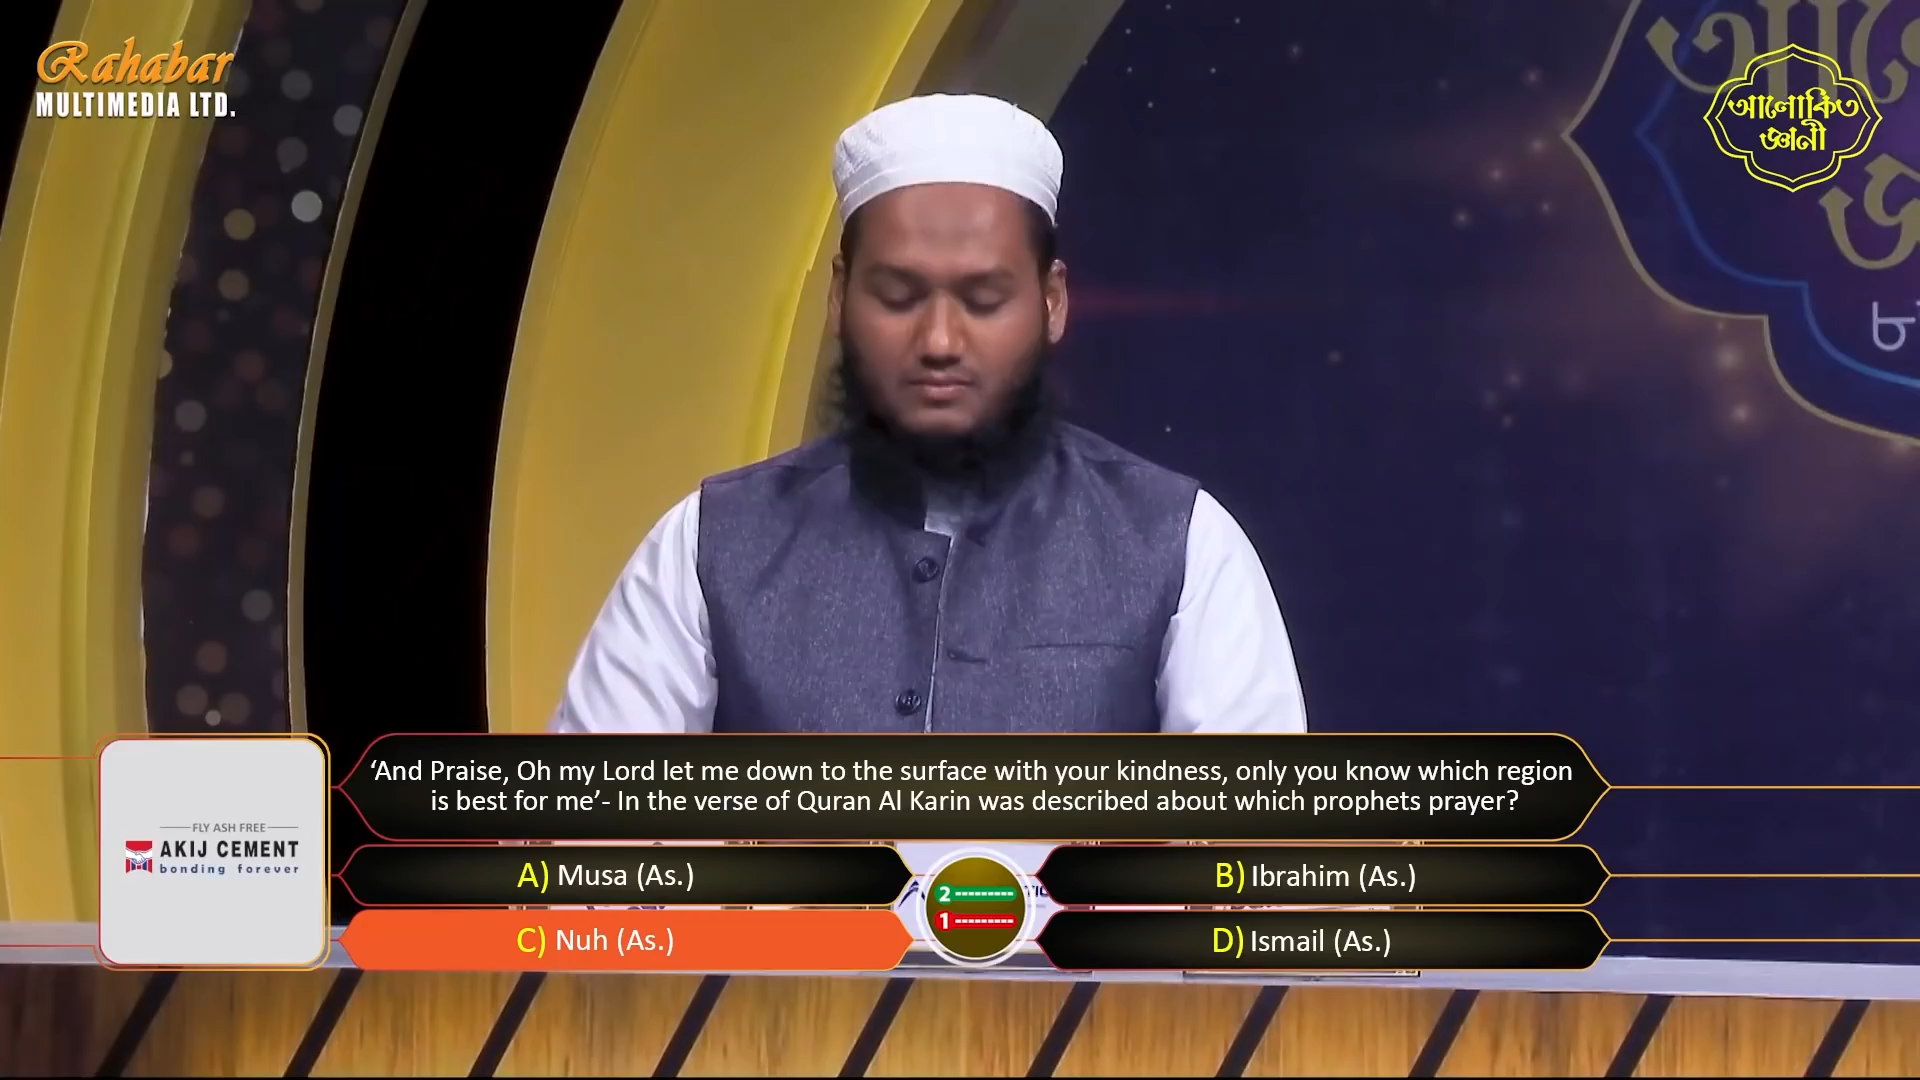 Rahabar
MULTIMEDIA LTD.
আলোকিত
জ্ঞানী
FLY ASH FREE
AKIJ CEMENT
bonding forever
‘And Praise, Oh my Lord let me down to the surface with your kindness, only you know which region
is best for me’- In the verse of Quran Al Karin was described about which prophets prayer?
A) Musa (As.)
B) Ibrahim (As.)
2 ---------
1 ---------
C) Nuh (As.)
D) Ismail (As.)